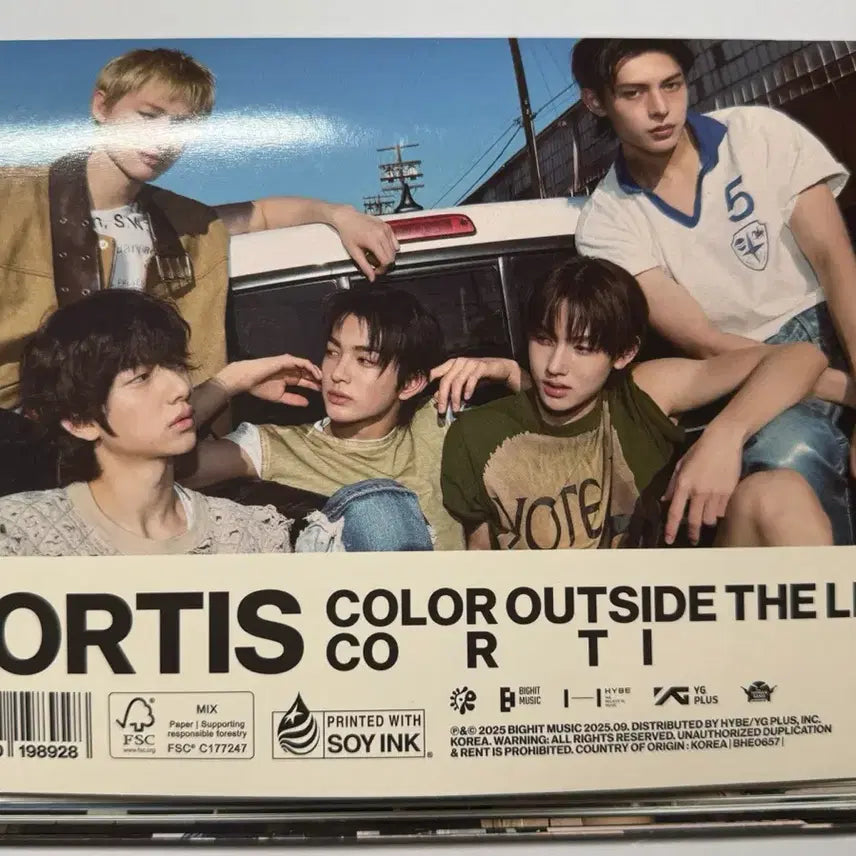 n, S.M
5
VOTE
ORTIS
COLOR OUTSIDE THE LI
CO R T I
198928
FSC
www.fsc.org
MIX
Paper | Supporting
responsible forestry
FSC® C177247
PRINTED WITH
SOY INK
BIGHIT
MUSIC
HYBE
YG
PLUS
℗&© 2025 BIGHIT MUSIC 2025.09. DISTRIBUTED BY HYBE/YG PLUS, INC.
KOREA. WARNING: ALL RIGHTS RESERVED. UNAUTHORIZED DUPLICATION
& RENT IS PROHIBITED. COUNTRY OF ORIGIN : KOREA | BHE0657 |